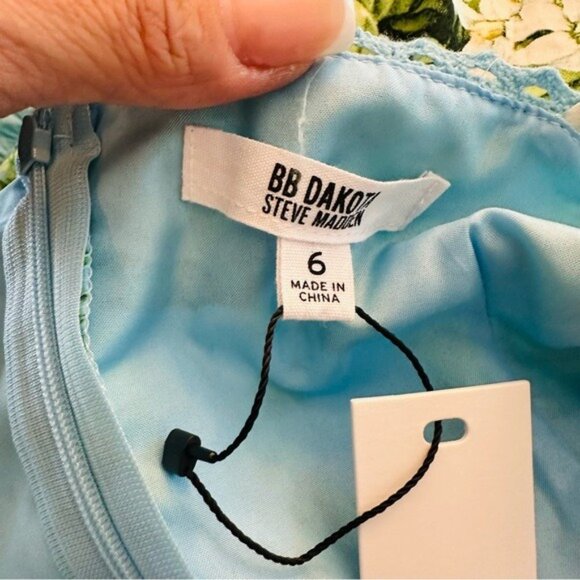 BB DAKOTA
STEVE MADDEN
6
MADE IN
CHINA